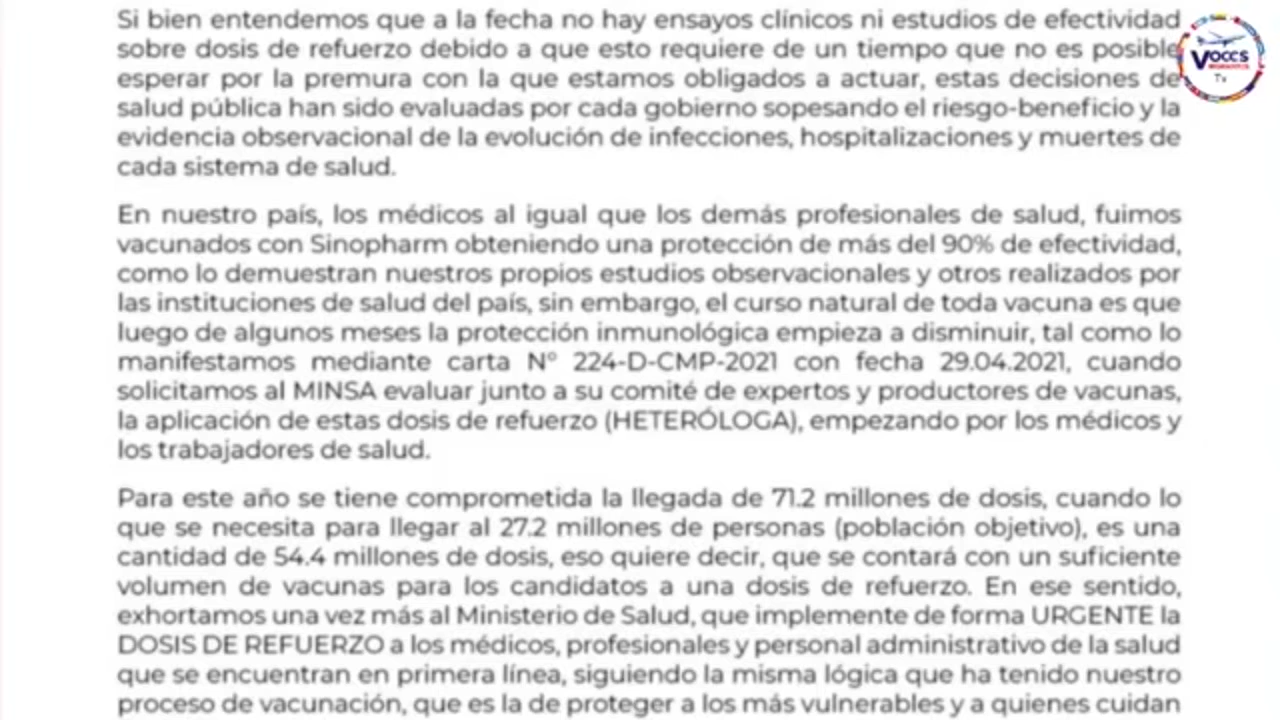 Si bien entendemos que a la fecha no hay ensayos clínicos ni estudios de efectividad
sobre dosis de refuerzo debido a que esto requiere de un tiempo que no es posible
esperar por la premura con la que estamos obligados a actuar, estas decisiones de
salud pública han sido evaluadas por cada gobierno sopesando el riesgo-beneficio y la
evidencia observacional de la evolución de infecciones, hospitalizaciones y muertes de
cada sistema de salud.
En nuestro país, los médicos al igual que los demás profesionales de salud, fuimos
vacunados con Sinopharm obteniendo una protección de más del 90% de efectividad,
como lo demuestran nuestros propios estudios observacionales y otros realizados por
las instituciones de salud del país, sin embargo, el curso natural de toda vacuna es que
luego de algunos meses la protección inmunológica empieza a disminuir, tal como lo
manifestamos mediante carta N° 224-D-CMP-2021 con fecha 29.04.2021, cuando
solicitamos al MINSA evaluar junto a su comité de expertos y productores de vacunas,
la aplicación de estas dosis de refuerzo (HETERÓLOGA), empezando por los médicos y
los trabajadores de salud.
Para este año se tiene comprometida la llegada de 71.2 millones de dosis, cuando lo
que se necesita para llegar al 27.2 millones de personas (población objetivo), es una
cantidad de 54.4 millones de dosis, eso quiere decir, que se contará con un suficiente
volumen de vacunas para los candidatos a una dosis de refuerzo. En ese sentido,
exhortamos una vez más al Ministerio de Salud, que implemente de forma URGENTE la
DOSIS DE REFUERZO a los médicos, profesionales y personal administrativo de la salud
que se encuentran en primera línea, siguiendo la misma lógica que ha tenido nuestro
proceso de vacunación, que es la de proteger a los más vulnerables y a quienes cuidan
VOCES
Tv